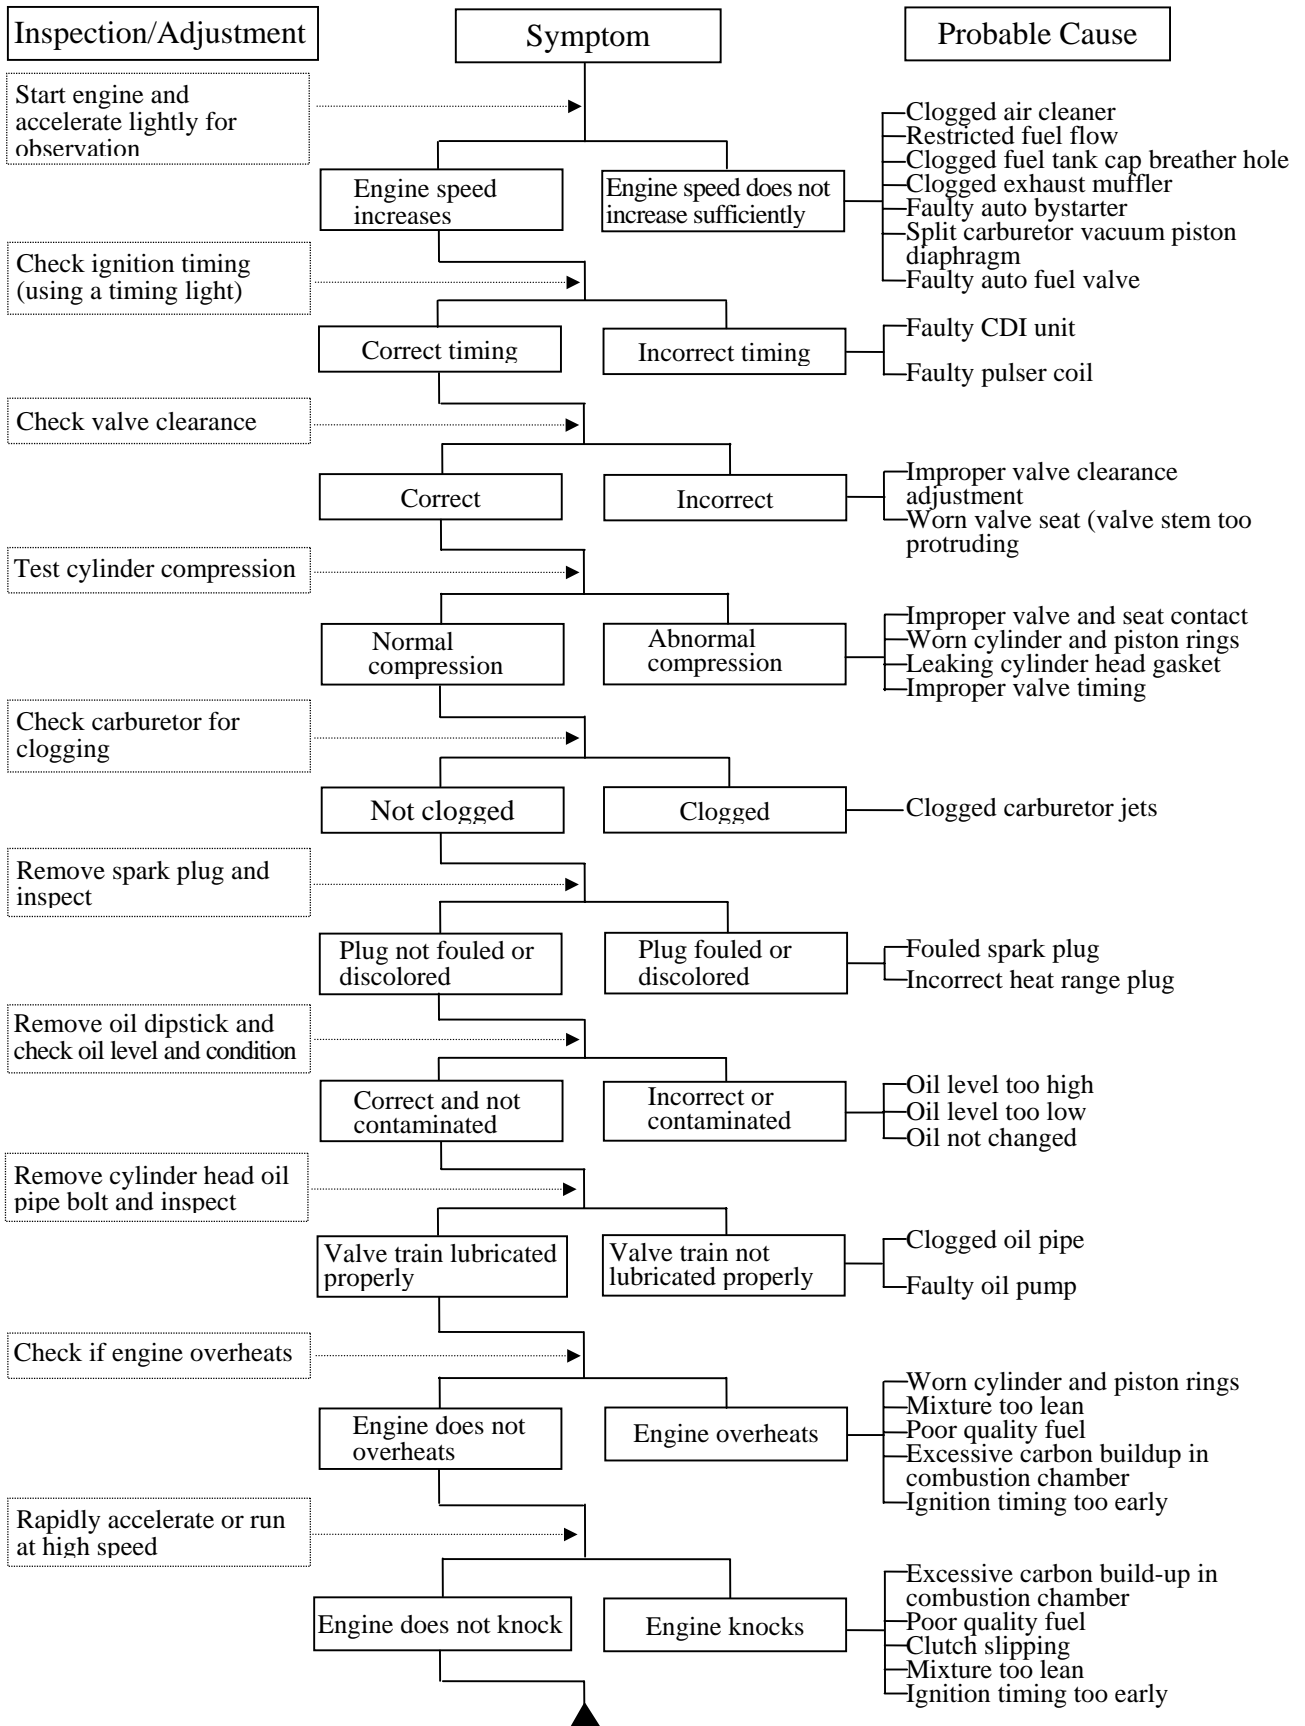 Inspection/Adjustment
Symptom
Probable Cause
Start engine and
accelerate lightly for
observation
Engine speed
increases
Engine speed does not
increase sufficiently
Clogged air cleaner
Restricted fuel flow
Clogged fuel tank cap breather hole
Clogged exhaust muffler
Faulty auto bystarter
Split carburetor vacuum piston
diaphragm
Faulty auto fuel valve
Check ignition timing
(using a timing light)
Correct timing
Incorrect timing
Faulty CDI unit
Faulty pulser coil
Check valve clearance
Correct
Incorrect
Improper valve clearance
adjustment
Worn valve seat (valve stem too
protruding
Test cylinder compression
Normal
compression
Abnormal
compression
Improper valve and seat contact
Worn cylinder and piston rings
Leaking cylinder head gasket
Improper valve timing
Check carburetor for
clogging
Not clogged
Clogged
Clogged carburetor jets
Remove spark plug and
inspect
Plug not fouled or
discolored
Plug fouled or
discolored
Fouled spark plug
Incorrect heat range plug
Remove oil dipstick and
check oil level and condition
Correct and not
contaminated
Incorrect or
contaminated
Oil level too high
Oil level too low
Oil not changed
Remove cylinder head oil
pipe bolt and inspect
Valve train lubricated
properly
Valve train not
lubricated properly
Clogged oil pipe
Faulty oil pump
Check if engine overheats
Engine does not
overheats
Engine overheats
Worn cylinder and piston rings
Mixture too lean
Poor quality fuel
Excessive carbon buildup in
combustion chamber
Ignition timing too early
Rapidly accelerate or run
at high speed
Engine does not knock
Engine knocks
Excessive carbon build-up in
combustion chamber
Poor quality fuel
Clutch slipping
Mixture too lean
Ignition timing too early